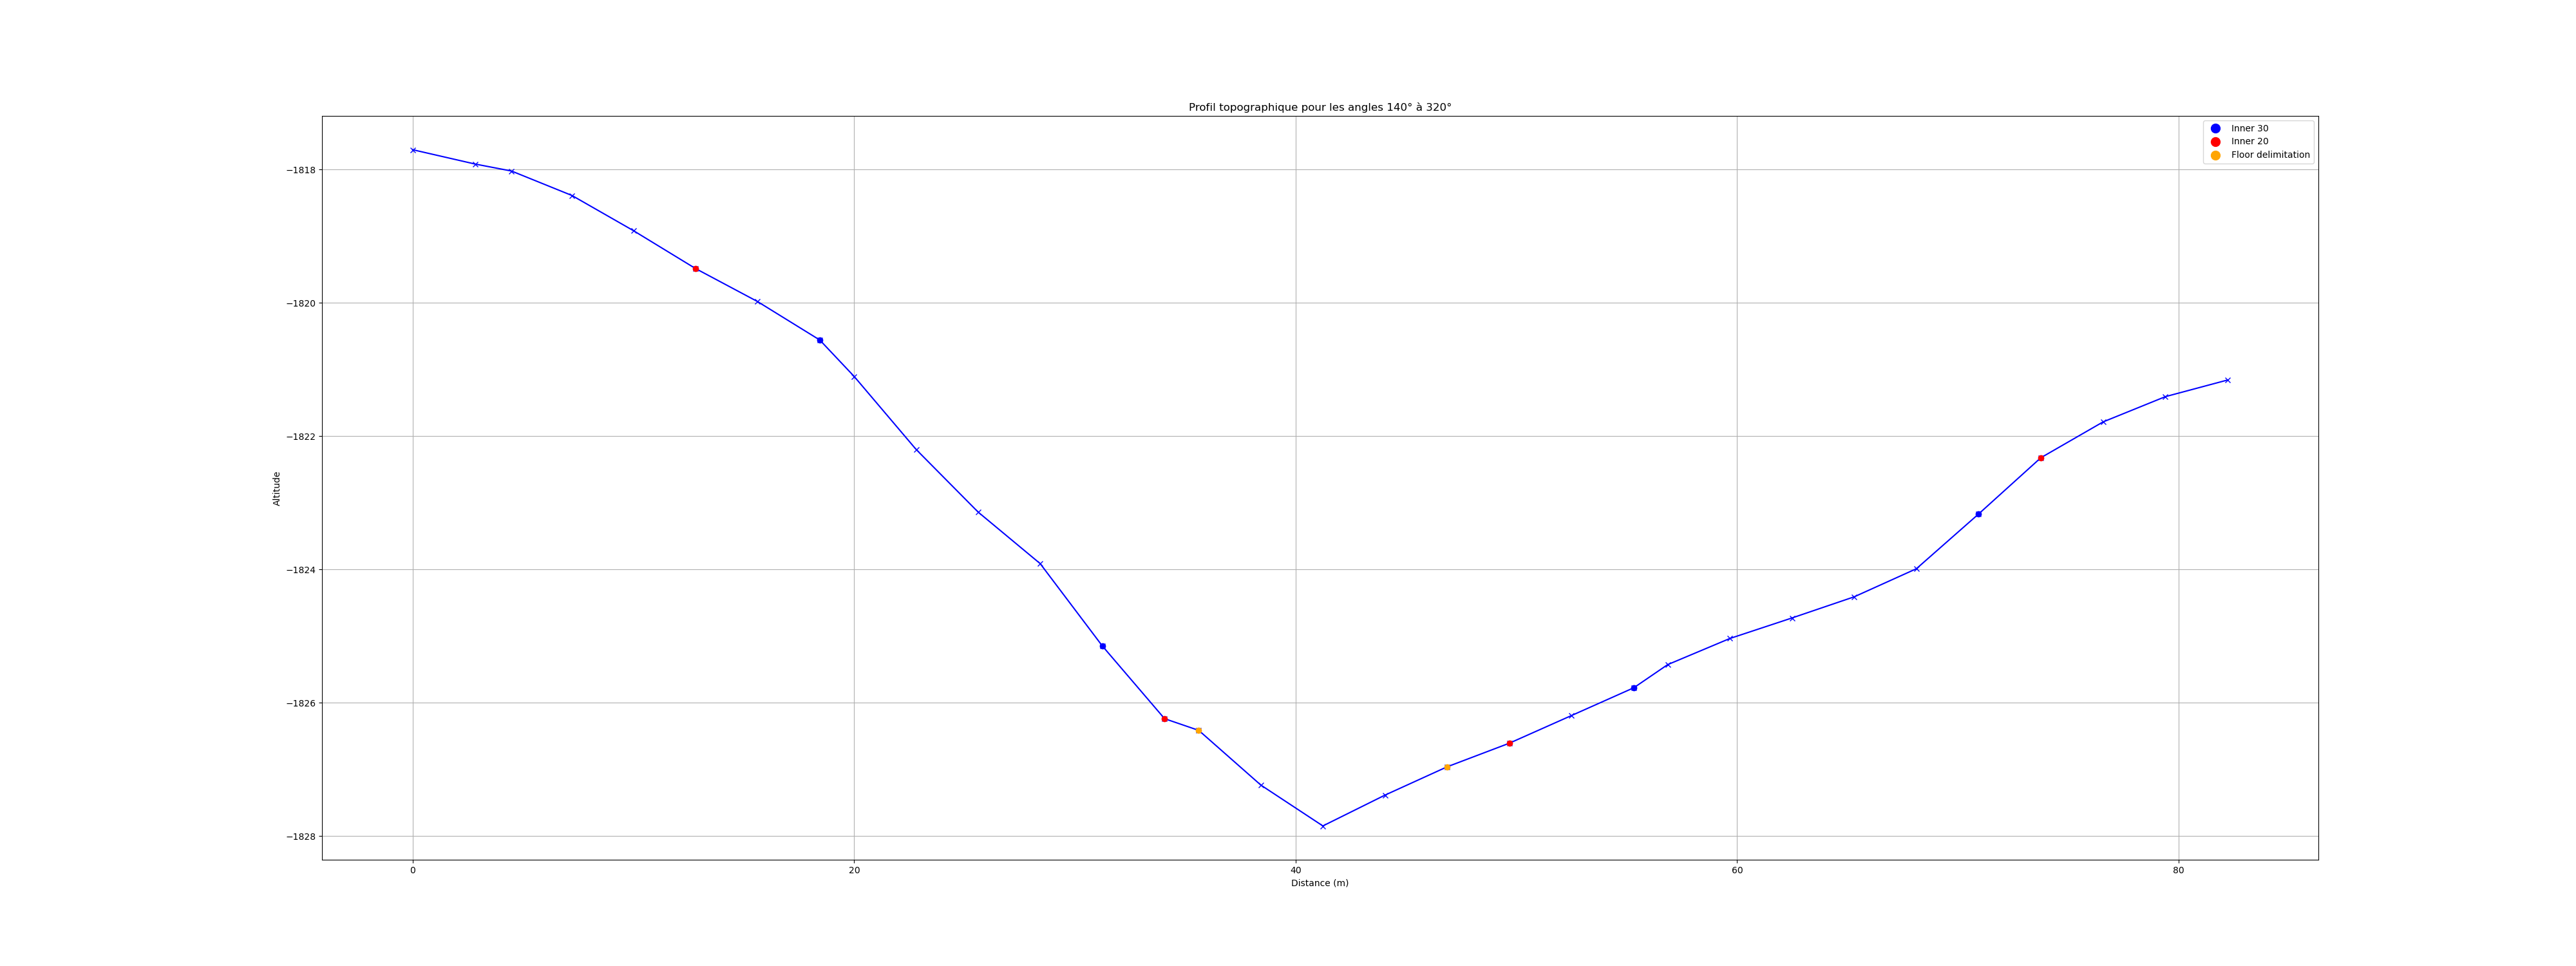 Profil topographique pour les angles 140° à 320°
Inner 30
Inner 20
Floor delimitation
−1818
−1820
−1822
−1824
−1826
−1828
Altitude
0 20 40 60 80
Distance (m)